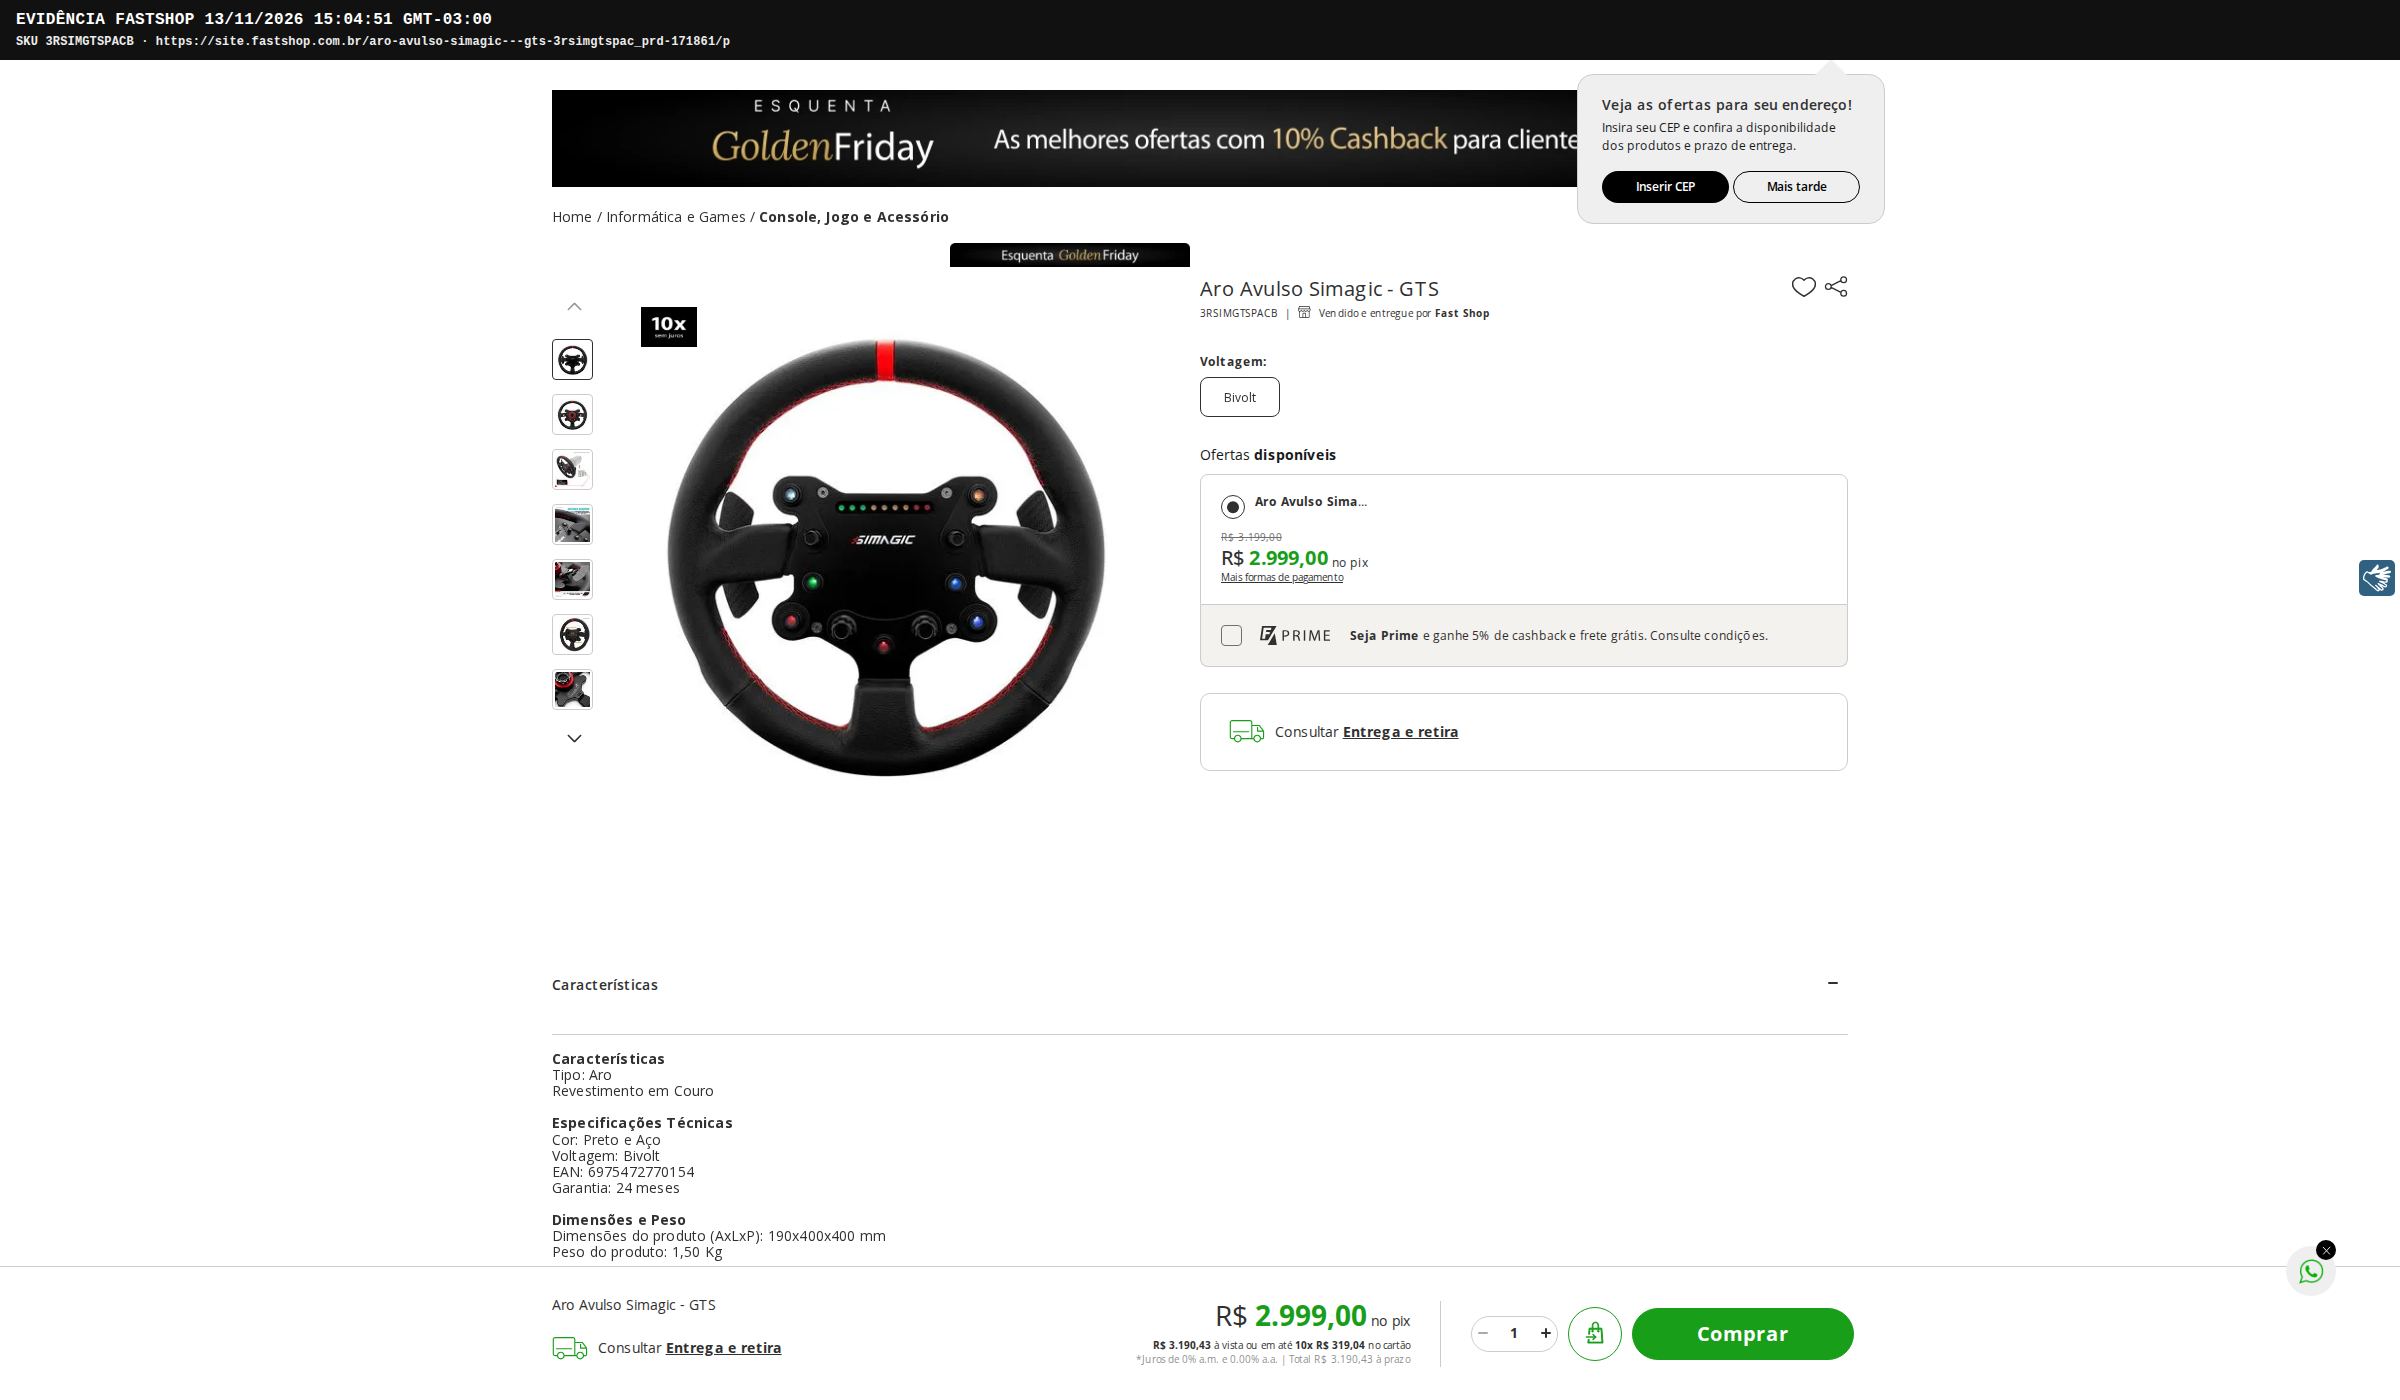 EVIDÊNCIA FASTSHOP 13/11/2026 15:04:51 GMT-03:00
SKU 3RSIMGTSPACB · https://site.fastshop.com.br/aro-avulso-simagic---gts-3rsimgtspac_prd-171861/p
ESQUENTA
GoldenFriday
As melhores ofertas com 10% Cashback para cliente
Veja as ofertas para seu endereço!
Insira seu CEP e confira a disponibilidade
dos produtos e prazo de entrega.
Inserir CEP
Mais tarde
Home / Informática e Games / Console, Jogo e Acessório
Esquenta GoldenFriday
10x
sem juros
SIMAGIC
Aro Avulso Simagic - GTS
3RSIMGTSPACB | Vendido e entregue por Fast Shop
Voltagem:
Bivolt
Ofertas disponíveis
Aro Avulso Sima...
R$ 3.199,00
R$ 2.999,00 no pix
Mais formas de pagamento
PRIME Seja Prime e ganhe 5% de cashback e frete grátis. Consulte condições.
Consultar Entrega e retira
Características
Características
Tipo: Aro
Revestimento em Couro
Especificações Técnicas
Cor: Preto e Aço
Voltagem: Bivolt
EAN: 6975472770154
Garantia: 24 meses
Dimensões e Peso
Dimensões do produto (AxLxP): 190x400x400 mm
Peso do produto: 1,50 Kg
Aro Avulso Simagic - GTS
Consultar Entrega e retira
R$ 2.999,00 no pix
R$ 3.190,43 à vista ou em até 10x R$ 319,04 no cartão
*Juros de 0% a.m. e 0.00% a.a. | Total R$ 3.190,43 à prazo
1
Comprar